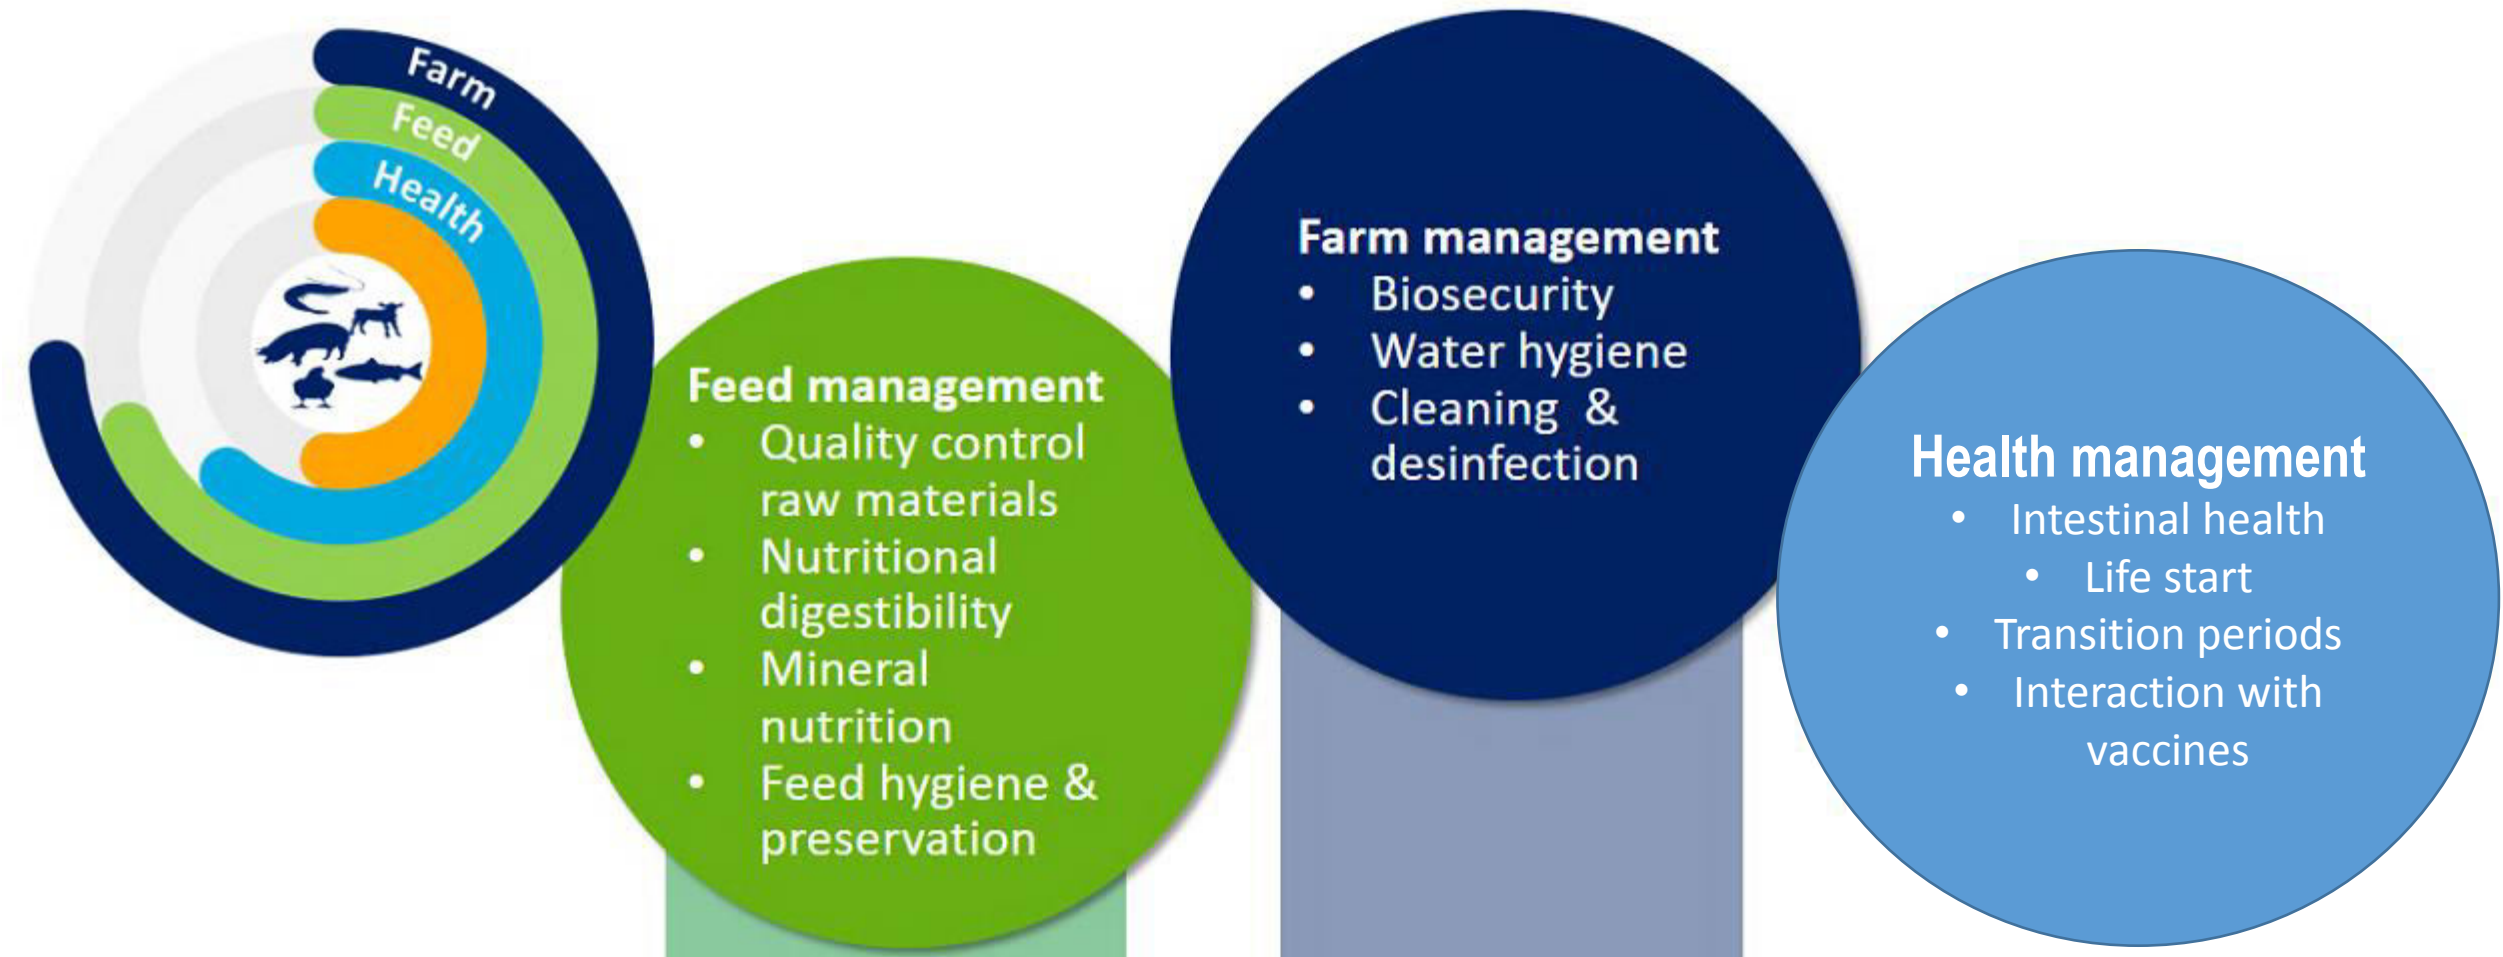 Farm
Feed
Health
Feed management
• Quality control
raw materials
• Nutritional
digestibility
• Mineral
nutrition
• Feed hygiene &
preservation
Farm management
• Biosecurity
• Water hygiene
• Cleaning &
desinfection
Health management
• Intestinal health
• Life start
• Transition periods
• Interaction with
vaccines